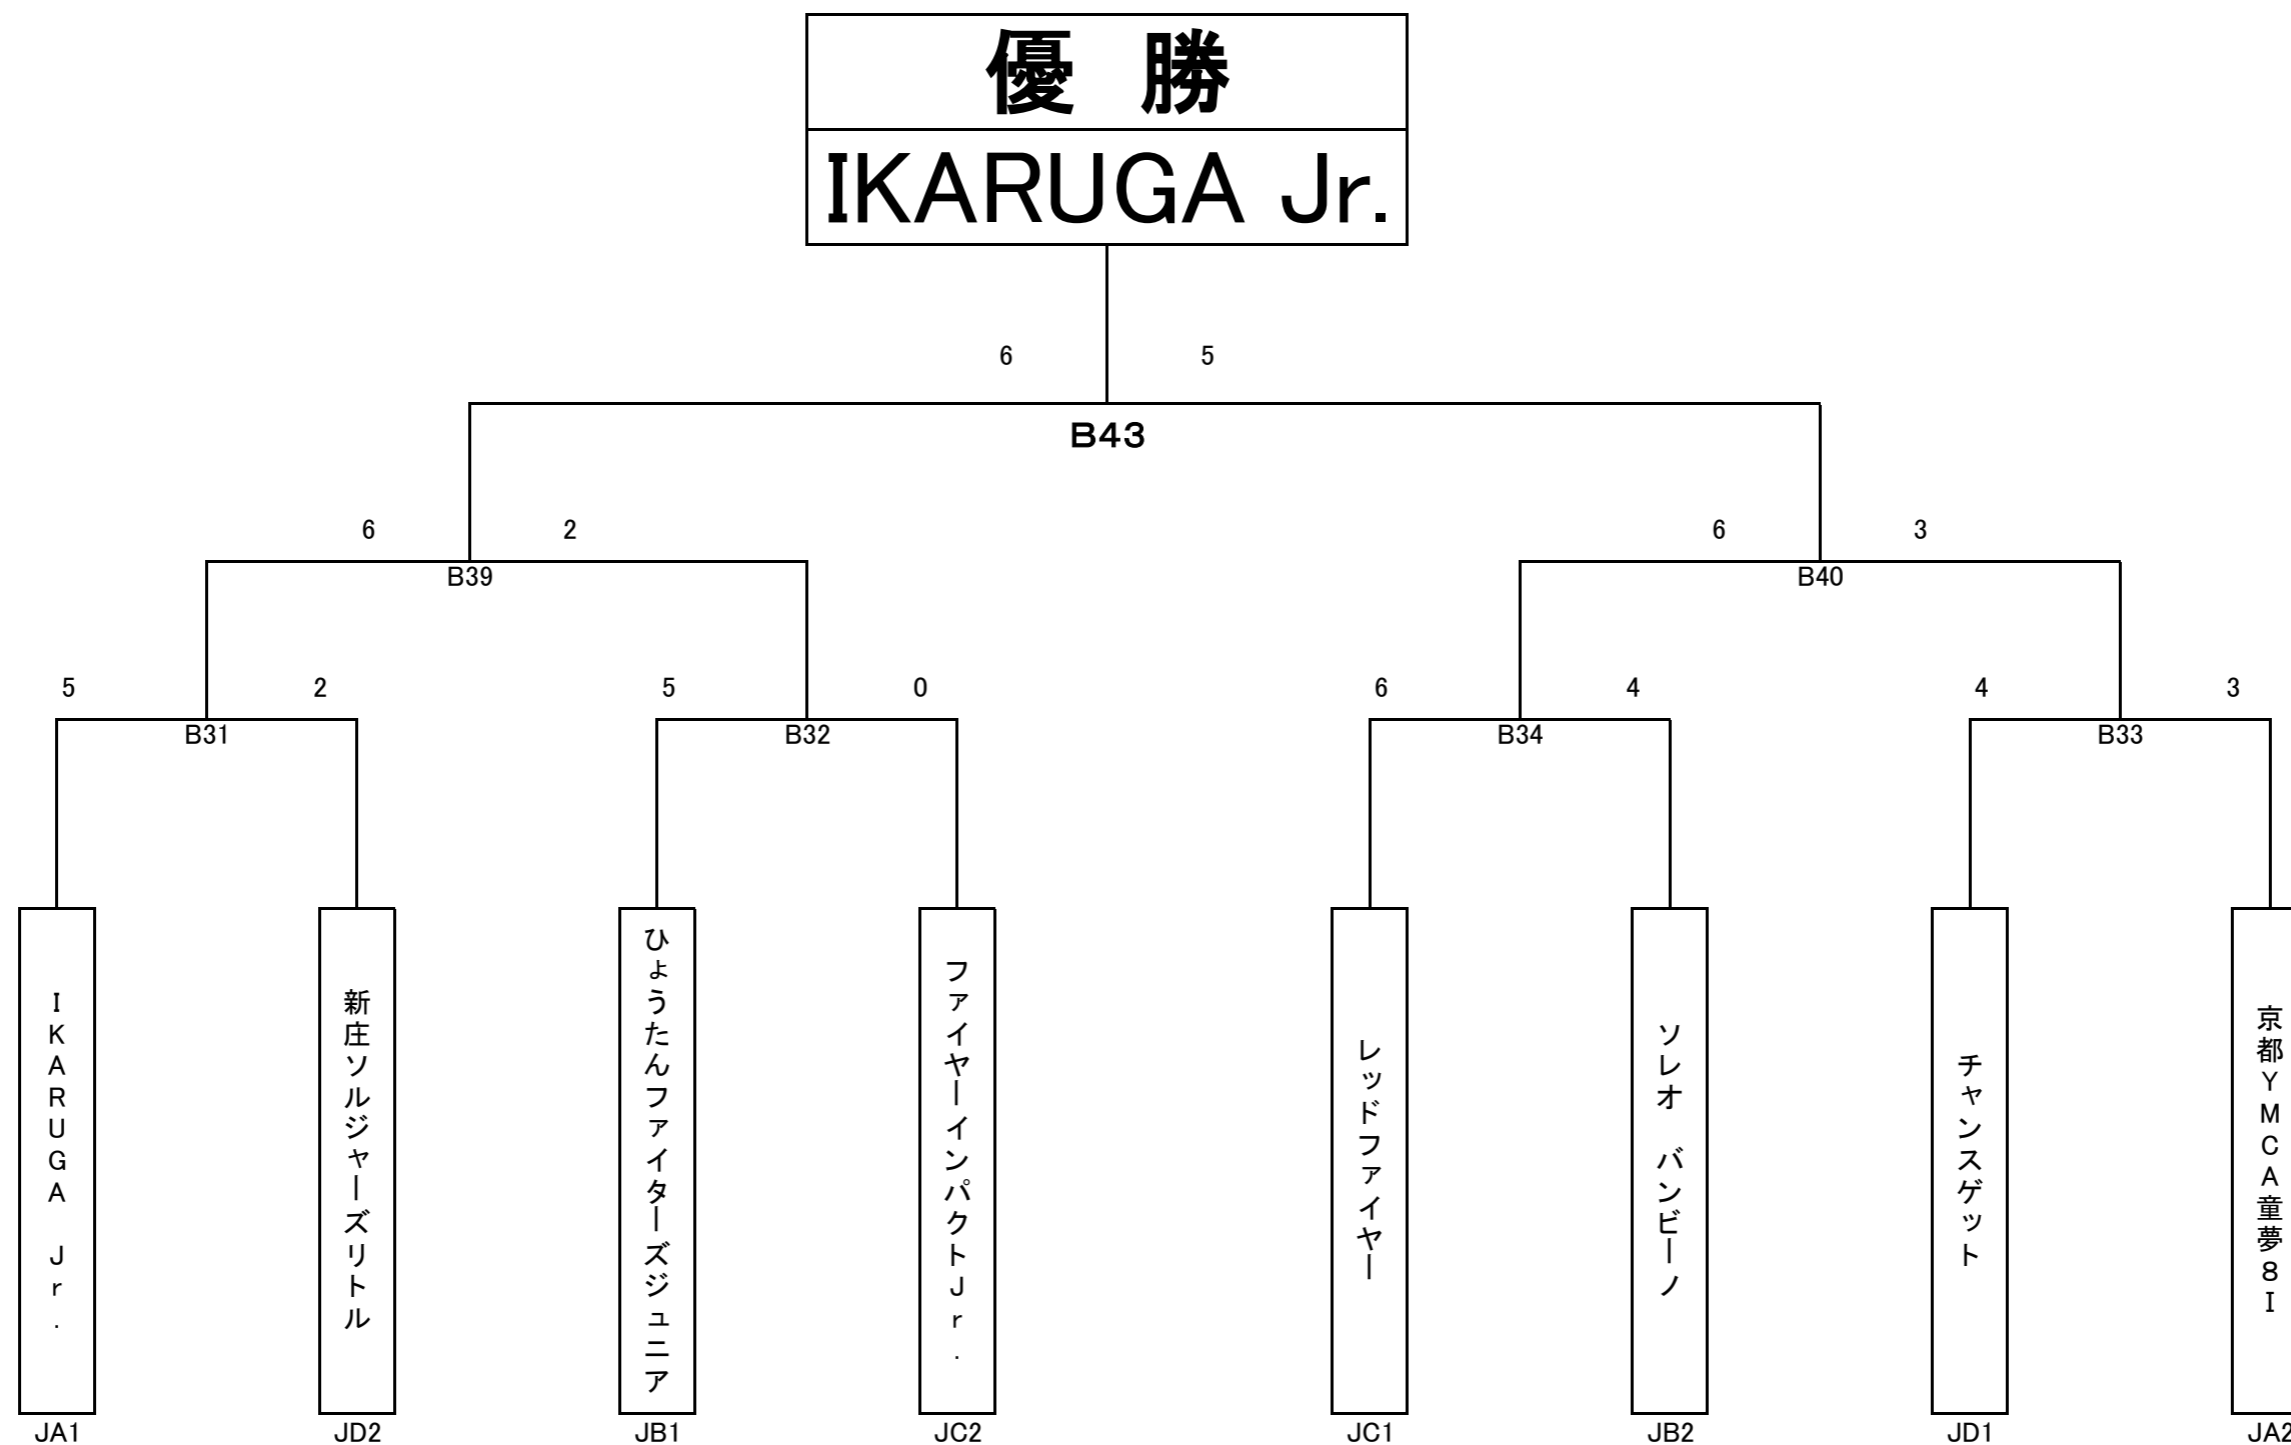 優 勝
IKARUGA Jr.
6 5
B43
6 2 6 3
B39 B40
5 2 5 0 6 4 4 3
B31 B32 B34 B33
IKARUGA Jr.
新庄ソルジャーズリトル
ひょうたんファイターズジュニア
ファイヤーインパクトJr.
レッドファイヤー
ソレオ バンビーノ
チャンスゲット
京都YMCA童夢8I
JA1 JD2 JB1 JC2 JC1 JB2 JD1 JA2